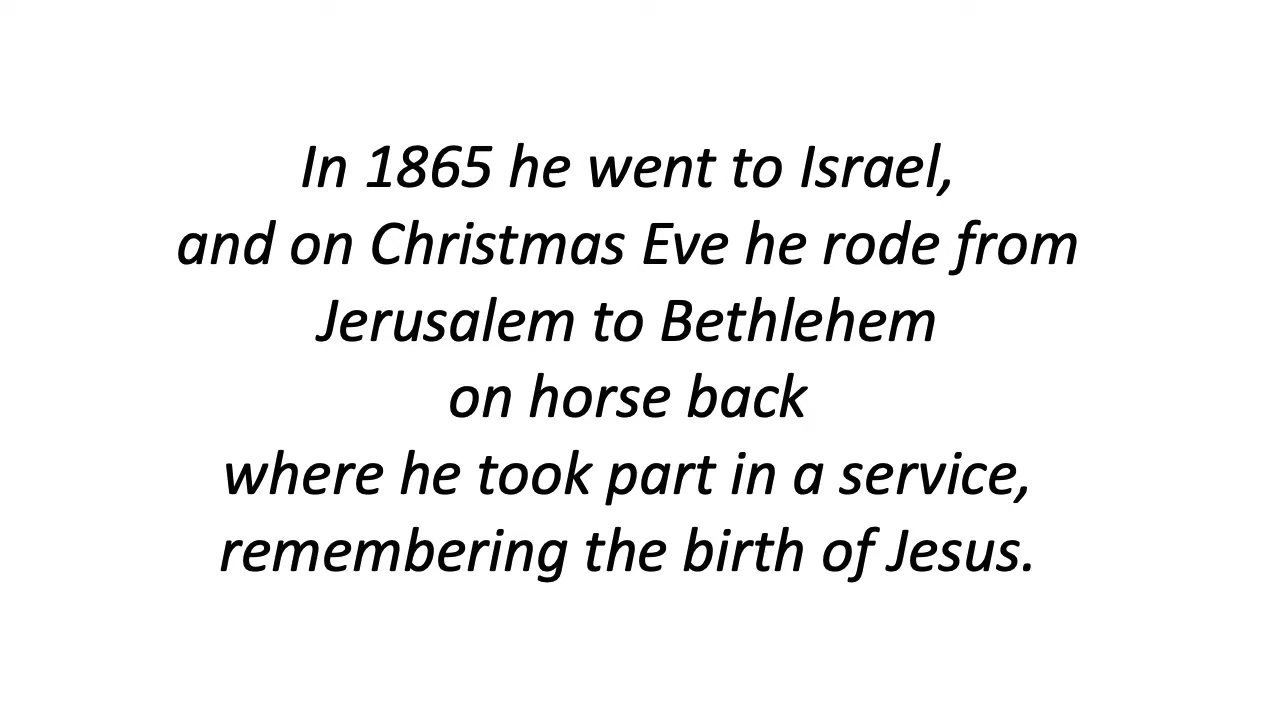 In 1865 he went to Israel,
and on Christmas Eve he rode from
Jerusalem to Bethlehem
on horse back
where he took part in a service,
remembering the birth of Jesus.